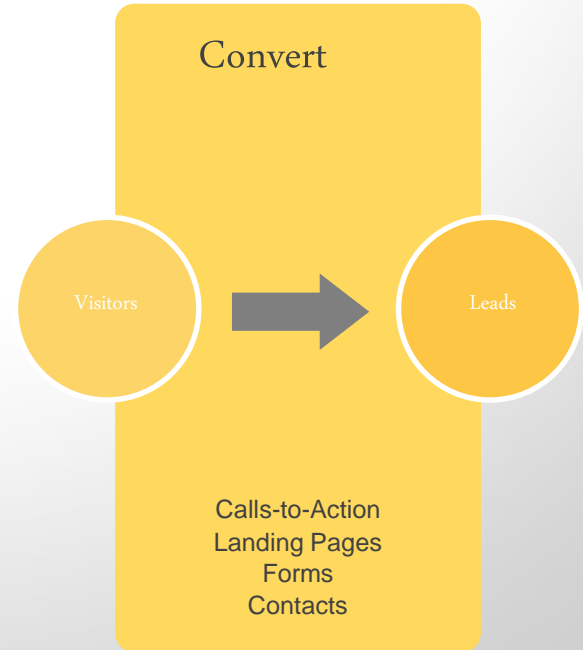 Convert
Visitors
Leads
Calls-to-Action
Landing Pages
Forms
Contacts